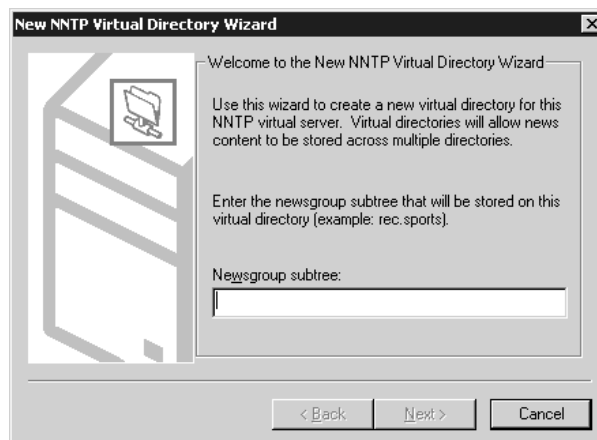 New NNTP Virtual Directory Wizard
Welcome to the New NNTP Virtual Directory Wizard
Use this wizard to create a new virtual directory for this
NNTP virtual server. Virtual directories will allow news
content to be stored across multiple directories.
Enter the newsgroup subtree that will be stored on this
virtual directory (example: rec.sports).
Newsgroup subtree:
< Back
Next >
Cancel